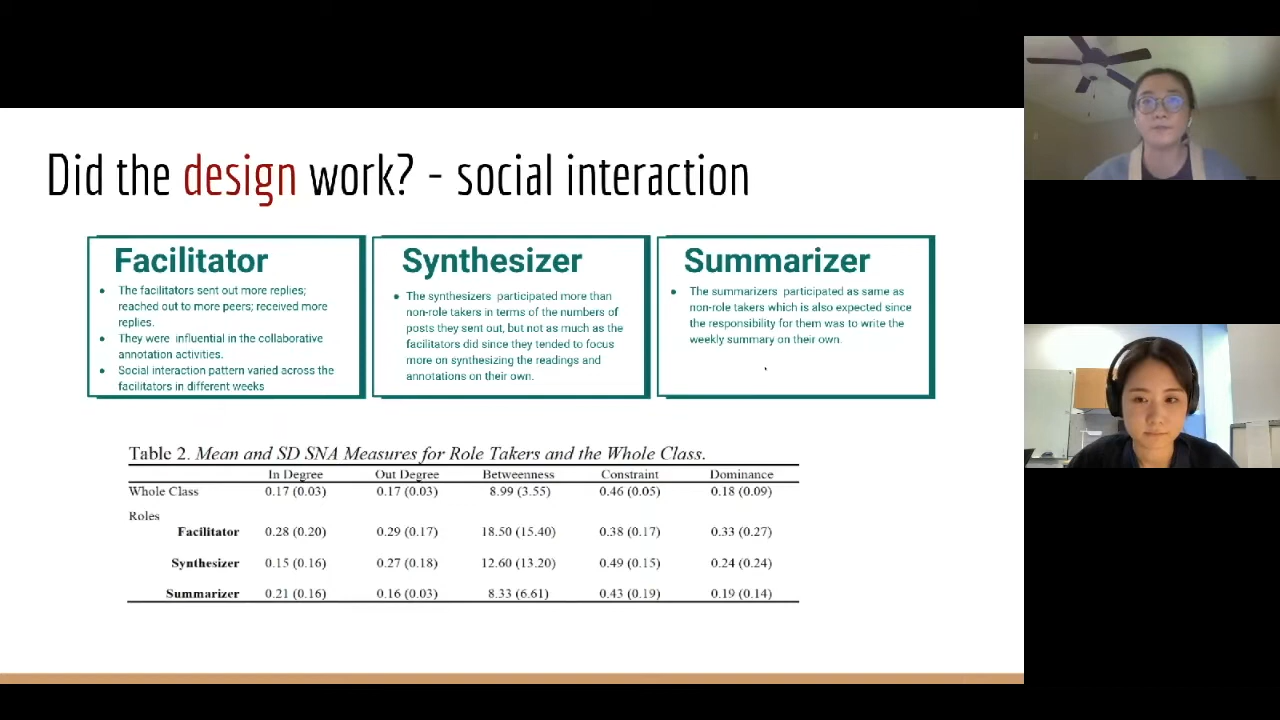 Did the design work? - social interaction
Facilitator
• The facilitators sent out more replies;
reached out to more peers; received more
replies.
• They were influential in the collaborative
annotation activities.
• Social interaction pattern varied across the
facilitators in different weeks
Synthesizer
• The synthesizers participated more than
non-role takers in terms of the numbers of
posts they sent out, but not as much as the
facilitators did since they tended to focus
more on synthesizing the readings and
annotations on their own.
Summarizer
• The summarizers participated as same as
non-role takers which is also expected since
the responsibility for them was to write the
weekly summary on their own.
Table 2. Mean and SD SNA Measures for Role Takers and the Whole Class.
In Degree Out Degree Betweenness Constraint Dominance
Whole Class 0.17 (0.03) 0.17 (0.03) 8.99 (3.55) 0.46 (0.05) 0.18 (0.09)
Roles
Facilitator 0.28 (0.20) 0.29 (0.17) 18.50 (15.40) 0.38 (0.17) 0.33 (0.27)
Synthesizer 0.15 (0.16) 0.27 (0.18) 12.60 (13.20) 0.49 (0.15) 0.24 (0.24)
Summarizer 0.21 (0.16) 0.16 (0.03) 8.33 (6.61) 0.43 (0.19) 0.19 (0.14)